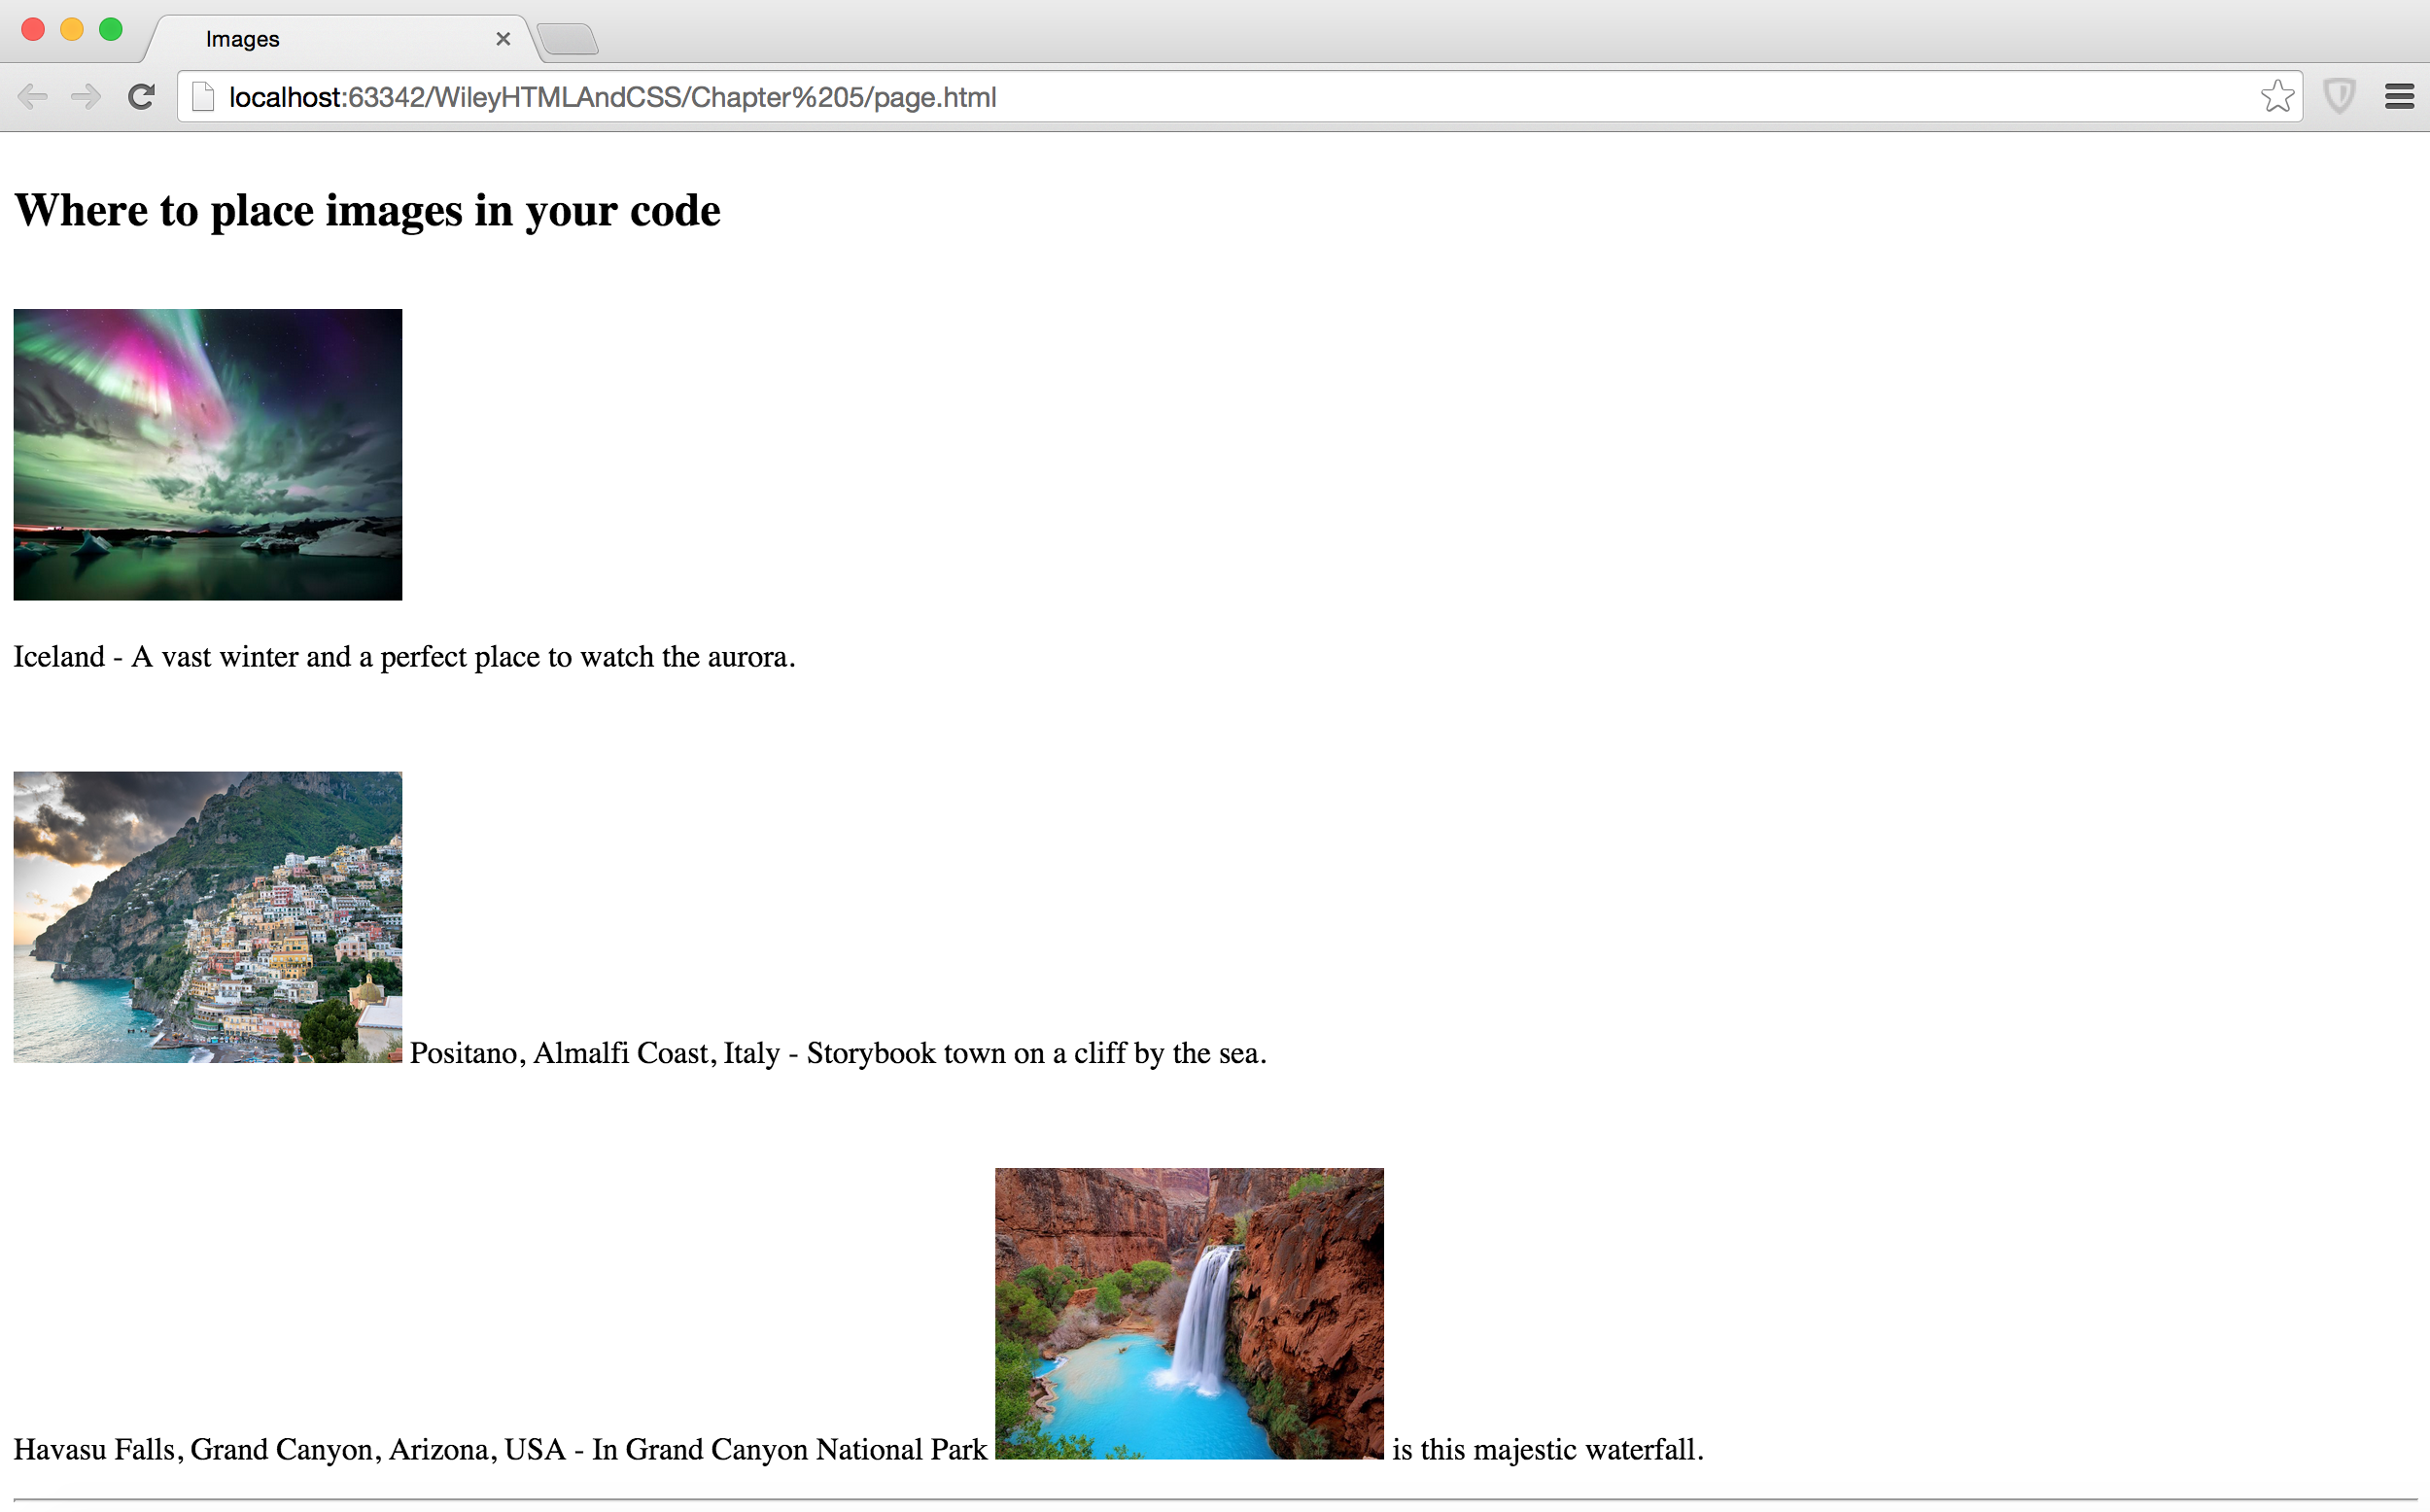 Images
localhost:63342/WileyHTMLAndCSS/Chapter%205/page.html
Where to place images in your code
Iceland - A vast winter and a perfect place to watch the aurora.
Positano, Almalfi Coast, Italy - Storybook town on a cliff by the sea.
Havasu Falls, Grand Canyon, Arizona, USA - In Grand Canyon National Park is this majestic waterfall.